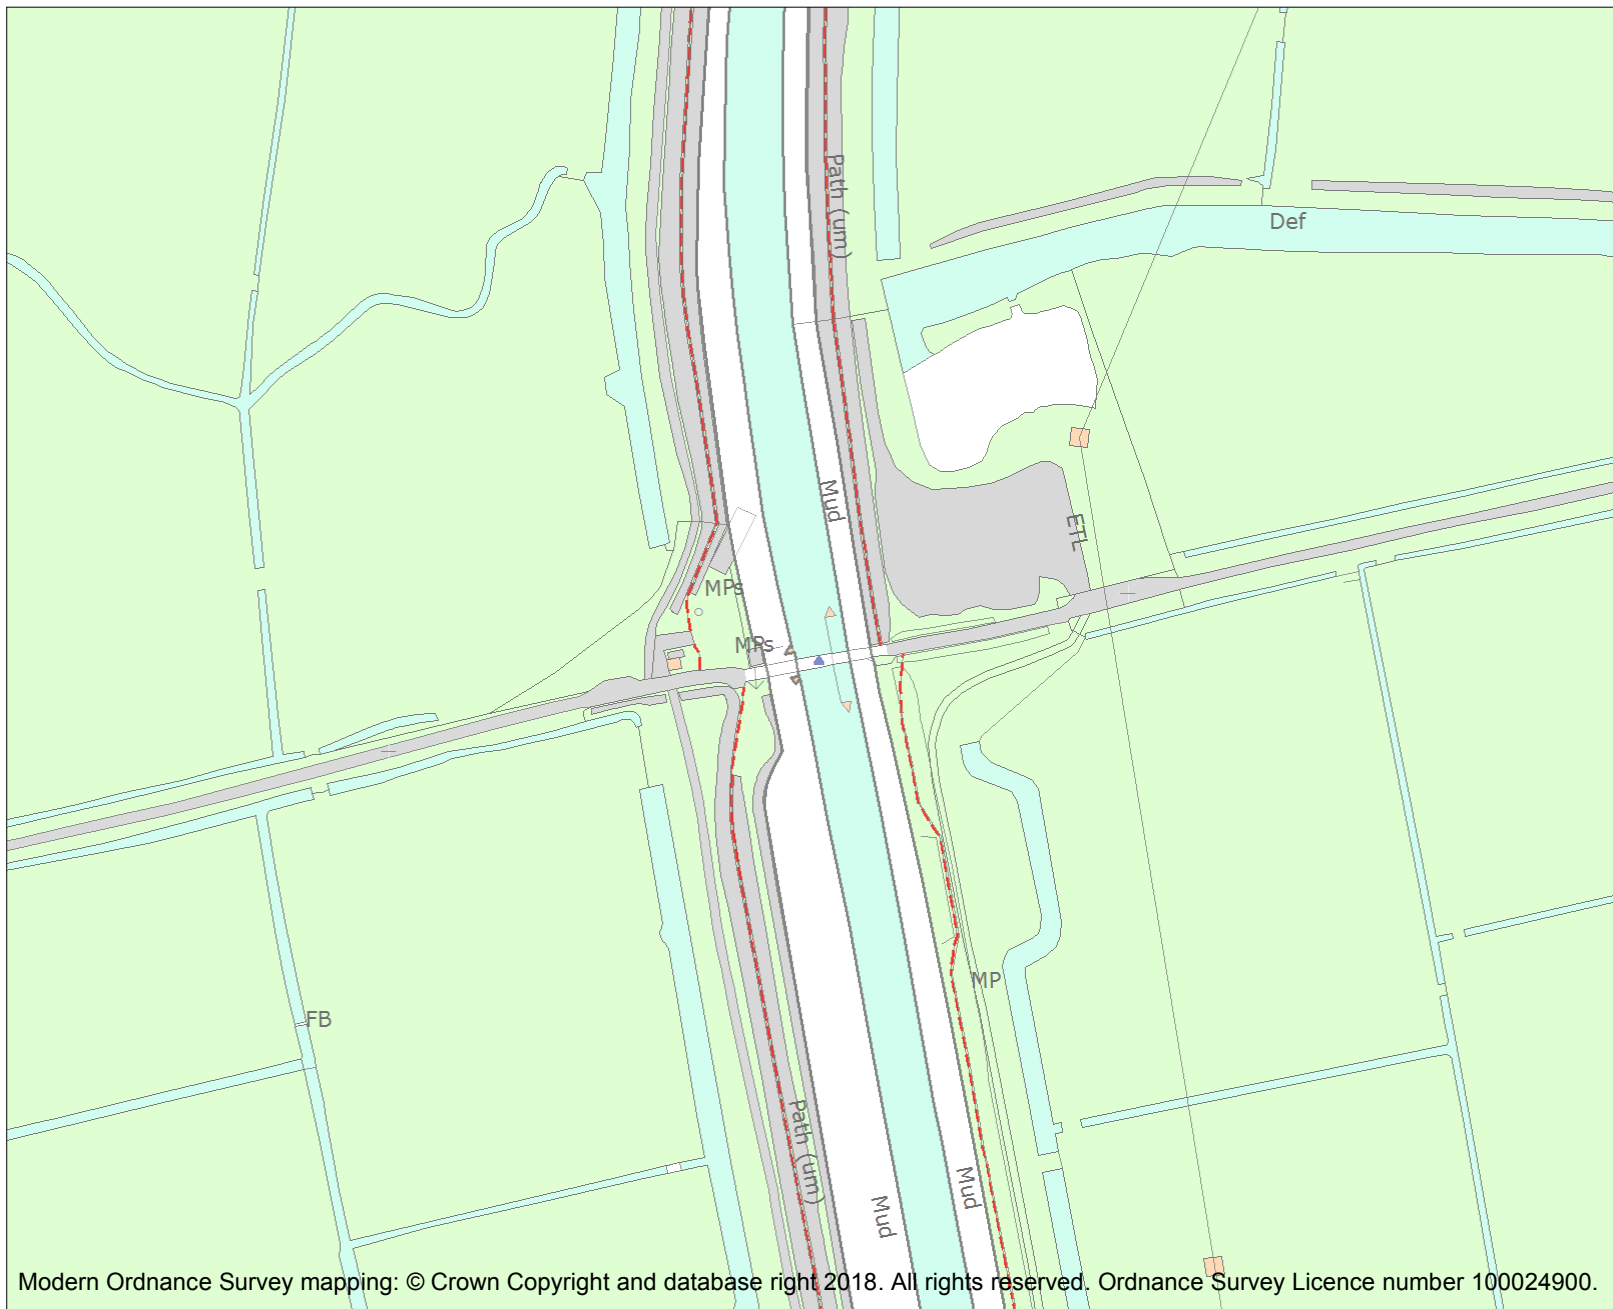 Path (um)
Def
Mud
ETL
MPs
MPs
MP
FB
Path (um)
Mud
Mud
Modern Ordnance Survey mapping: © Crown Copyright and database right 2018. All rights reserved. Ordnance Survey Licence number 100024900.